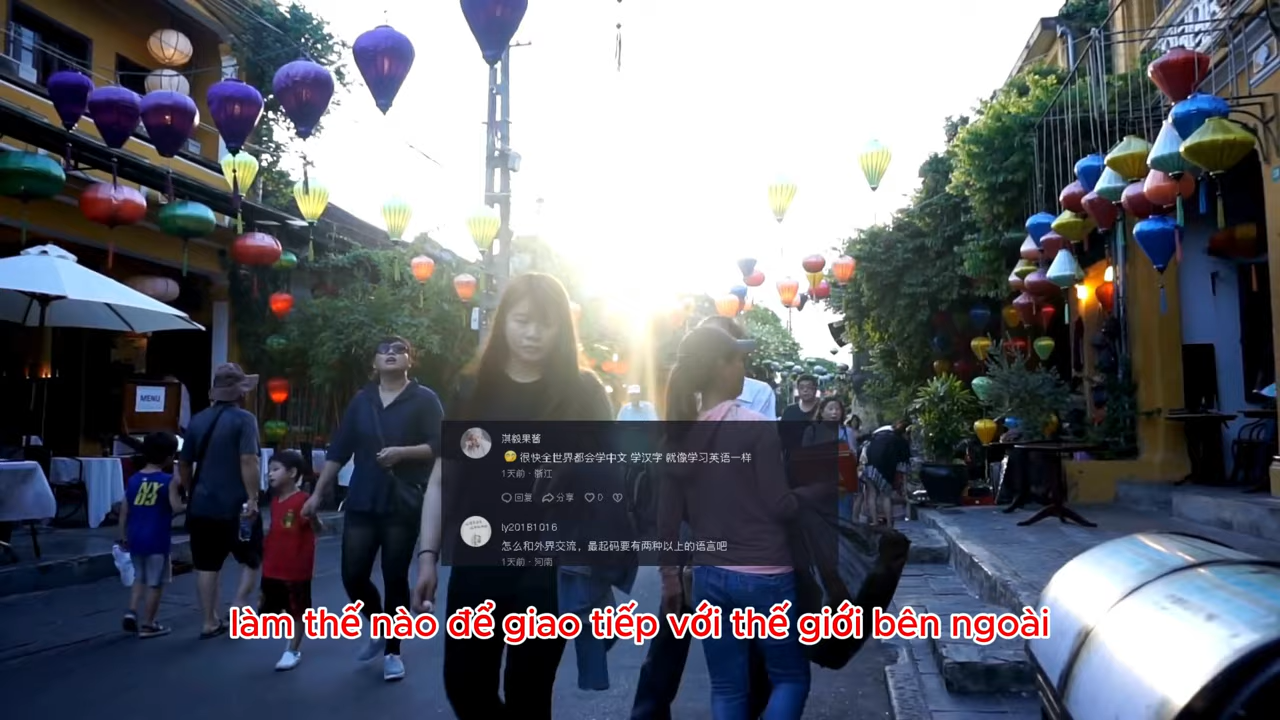 MENU
NY
03
淇毅果酱
很快全世界都会学中文 学汉字 就像学习英语一样
1天前 · 浙江
回复 分享 0
ly20181016
怎么和外界交流，最起码要有两种以上的语言吧
1天前 · 河南
làm thế nào để giao tiếp với thế giới bên ngoài